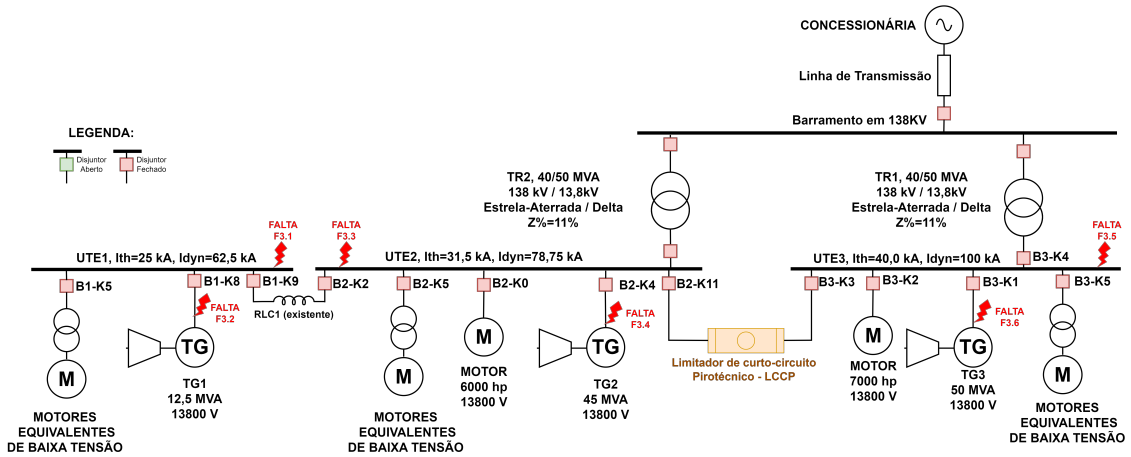 CONCESSIONÁRIA
Linha de Transmissão
Barramento em 138KV
LEGENDA:
Disjuntor
Aberto
Disjuntor
Fechado
TR2, 40/50 MVA
138 kV / 13,8kV
Estrela-Aterrada / Delta
Z%=11%
TR1, 40/50 MVA
138 kV / 13,8kV
Estrela-Aterrada / Delta
Z%=11%
FALTA
F3.1
FALTA
F3.3
FALTA
F3.5
UTE1, Ith=25 kA, Idyn=62,5 kA
UTE2, Ith=31,5 kA, Idyn=78,75 kA
UTE3, Ith=40,0 kA, Idyn=100 kA
B3-K4
B1-K5
B1-K8
B1-K9
B2-K2
B2-K5
B2-K0
B2-K4
B2-K11
B3-K3
B3-K2
B3-K1
B3-K5
FALTA
F3.2
RLC1 (existente)
FALTA
F3.4
FALTA
F3.6
TG
M
TG
M
TG
M
M
M
Limitador de curto-circuito
Pirotécnico - LCCP
TG1
12,5 MVA
13800 V
MOTOR
6000 hp
13800 V
TG2
45 MVA
13800 V
MOTOR
7000 hp
13800 V
TG3
50 MVA
13800 V
MOTORES
EQUIVALENTES
DE BAIXA TENSÃO
MOTORES
EQUIVALENTES
DE BAIXA TENSÃO
MOTORES
EQUIVALENTES
DE BAIXA TENSÃO